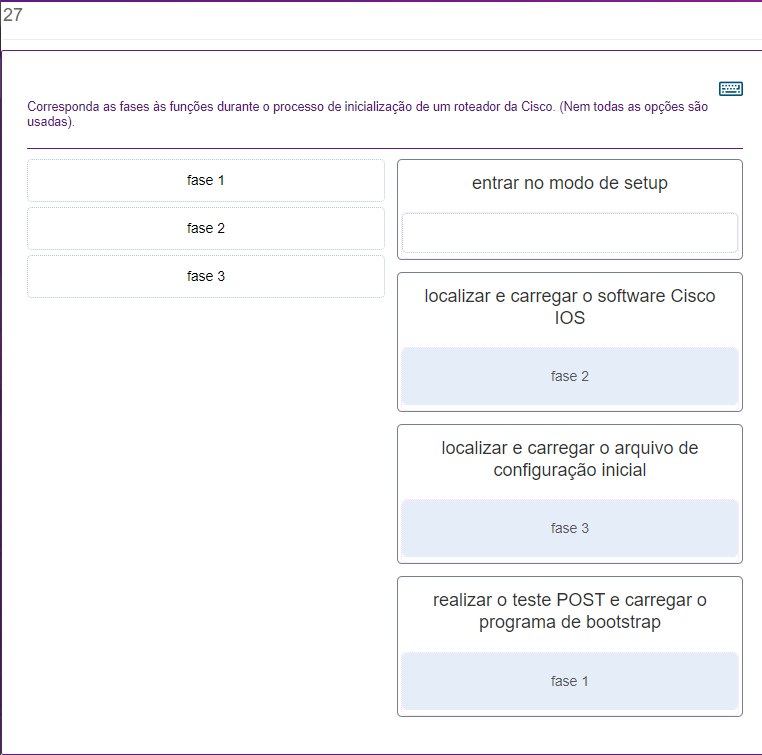 27
Corresponda as fases às funções durante o processo de inicialização de um roteador da Cisco. (Nem todas as opções são
usadas).
fase 1
fase 2
fase 3
entrar no modo de setup
localizar e carregar o software Cisco
IOS
fase 2
localizar e carregar o arquivo de
configuração inicial
fase 3
realizar o teste POST e carregar o
programa de bootstrap
fase 1